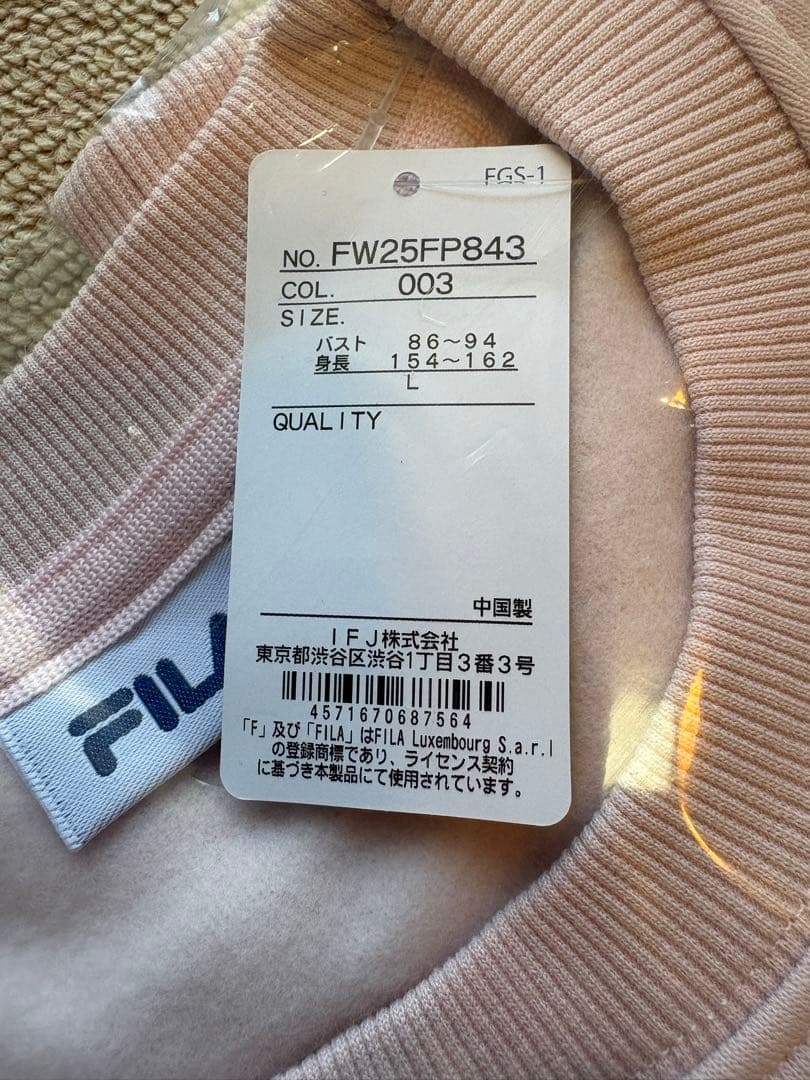 FGS-1
NO. FW25FP843
COL. 003
SIZE.
バスト 86～94
身長 154～162
L
QUALITY
中国製
IFJ株式会社
東京都渋谷区渋谷1丁目3番3号
4571670687564
「F」及び「FILA」はFILA Luxembourg S.a.r.l
の登録商標であり、ライセンス契約
に基づき本製品にて使用されています。
FILA